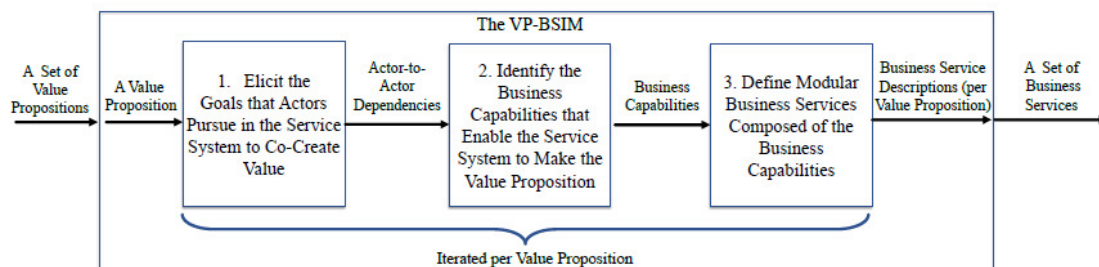 The VP-BSIM
A Set of
Value
Propositions
A Value
Proposition
1. Elicit the
Goals that Actors
Pursue in the Service
System to Co-Create
Value
Actor-to-
Actor
Dependencies
2. Identify the
Business
Capabilities that
Enable the Service
System to Make the
Value Proposition
Business
Capabilities
3. Define Modular
Business Services
Composed of the
Business
Capabilities
Business Service
Descriptions (per
Value Proposition)
A Set of
Business
Services
Iterated per Value Proposition